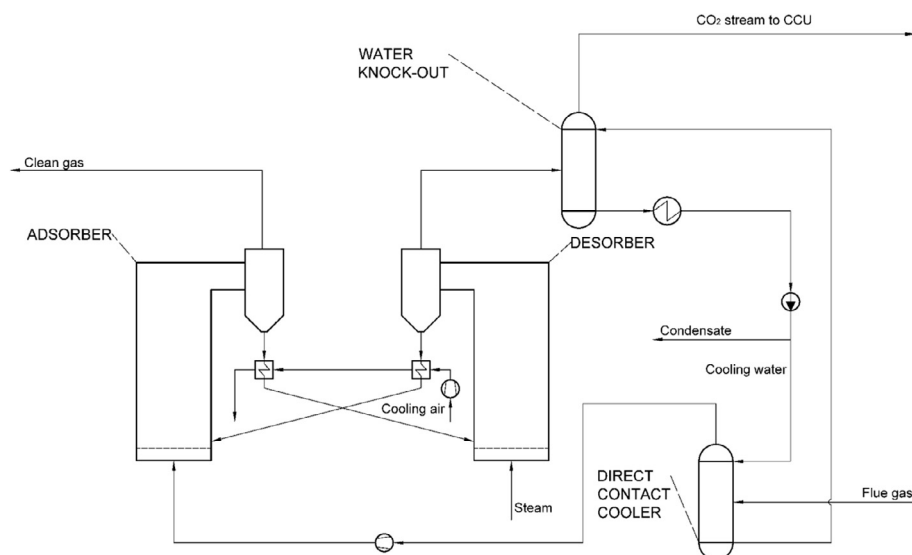 CO₂ stream to CCU
WATER
KNOCK-OUT
Clean gas
ADSORBER
DESORBER
Condensate
Cooling water
Cooling air
DIRECT
CONTACT
COOLER
Flue gas
Steam